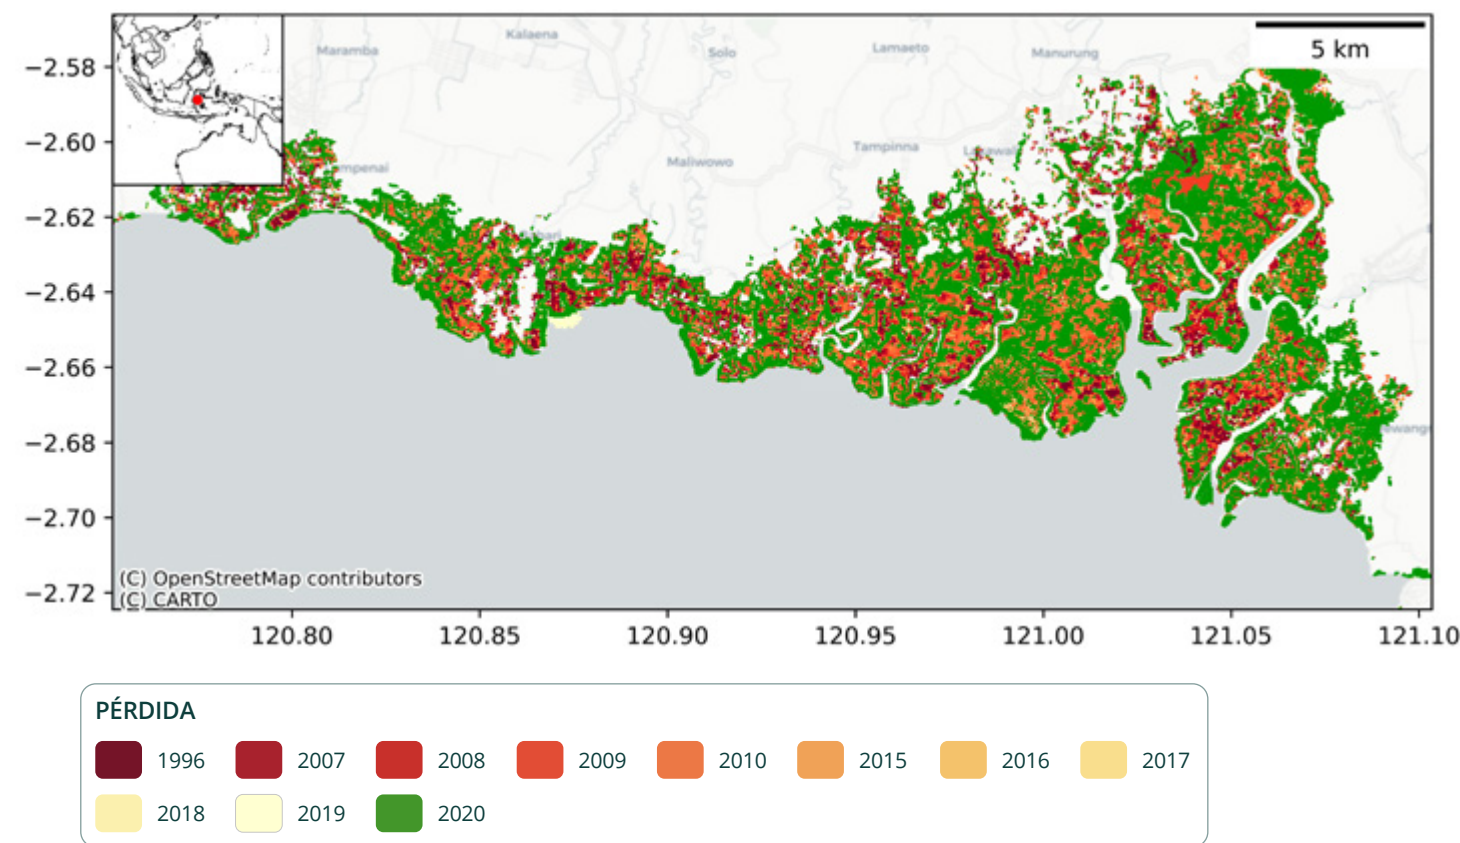 Kalaena
Maramba
Solo
Lamaeto
Manurung
5 km
−2.58
−2.60
Tampinna
Maliwowo
mpenai
−2.62
−2.64
−2.66
−2.68
−2.70
(C) OpenStreetMap contributors
(C) CARTO
−2.72
120.80 120.85 120.90 120.95 121.00 121.05 121.10
PÉRDIDA
1996 2007 2008 2009 2010 2015 2016 2017
2018 2019 2020